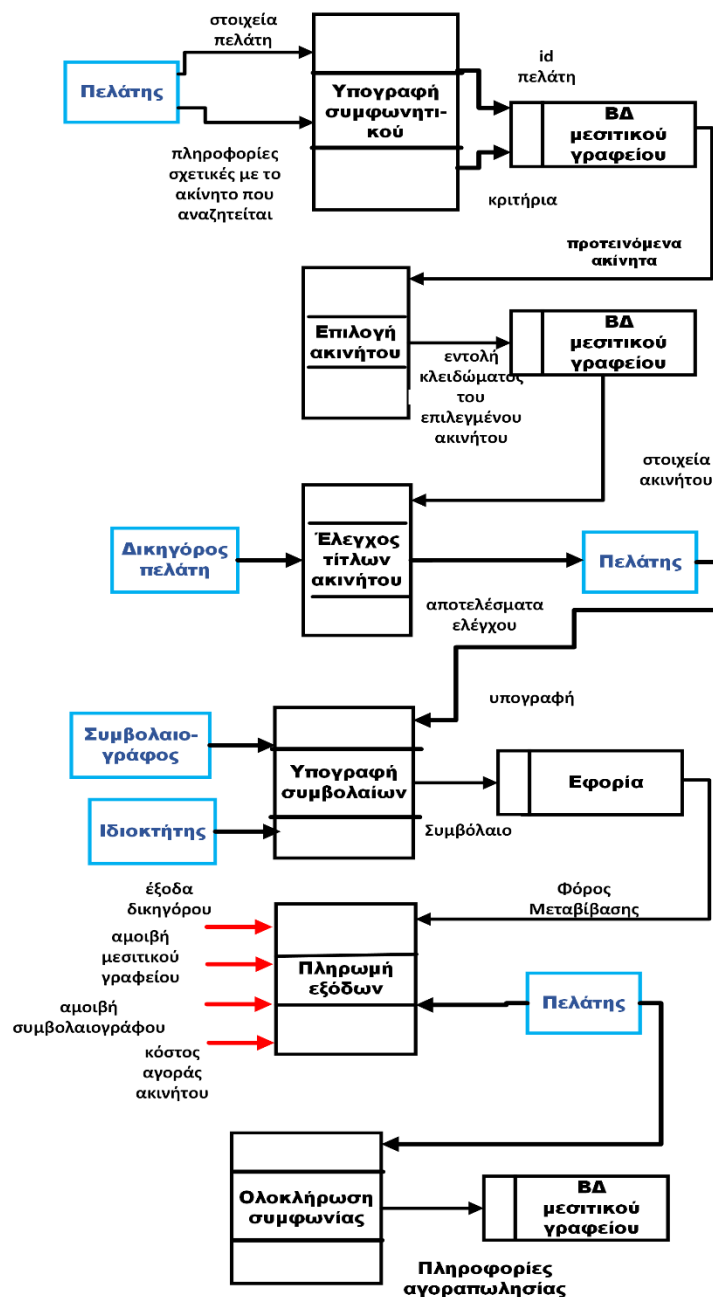 στοιχεία
πελάτη
Πελάτης
Υπογραφή
συμφωνητι-
κού
id
πελάτη
ΒΔ
μεσιτικού
γραφείου
πληροφορίες
σχετικές με το
ακίνητο που
αναζητείται
κριτήρια
προτεινόμενα
ακίνητα
Επιλογή
ακινήτου
ΒΔ
μεσιτικού
γραφείου
εντολή
κλειδώματος
του
επιλεγμένου
ακινήτου
στοιχεία
ακινήτου
Δικηγόρος
πελάτη
Έλεγχος
τίτλων
ακινήτου
Πελάτης
αποτελέσματα
ελέγχου
υπογραφή
Συμβολαιο-
γράφος
Υπογραφή
συμβολαίων
Εφορία
Ιδιοκτήτης
Συμβόλαιο
έξοδα
δικηγόρου
Φόρος
Μεταβίβασης
αμοιβή
μεσιτικού
γραφείου
Πληρωμή
εξόδων
Πελάτης
αμοιβή
συμβολαιογράφου
κόστος
αγοράς
ακινήτου
Ολοκλήρωση
συμφωνίας
ΒΔ
μεσιτικού
γραφείου
Πληροφορίες
αγοραπωλησίας